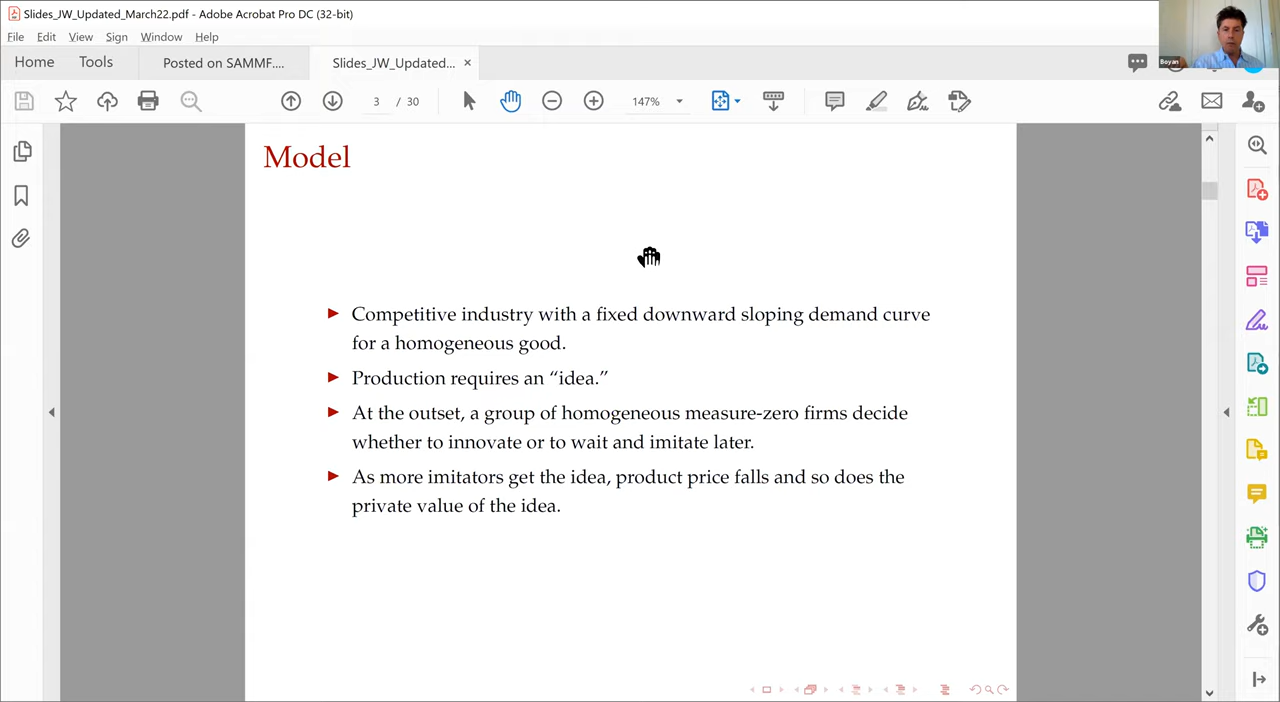 Slides_JW_Updated_March22.pdf - Adobe Acrobat Pro DC (32-bit)
File Edit View Sign Window Help
Home Tools Posted on SAMMF.... Slides_JW_Updated... ×
3 / 30 147%
Boyan
Model
Competitive industry with a fixed downward sloping demand curve
for a homogeneous good.
Production requires an “idea.”
At the outset, a group of homogeneous measure-zero firms decide
whether to innovate or to wait and imitate later.
As more imitators get the idea, product price falls and so does the
private value of the idea.